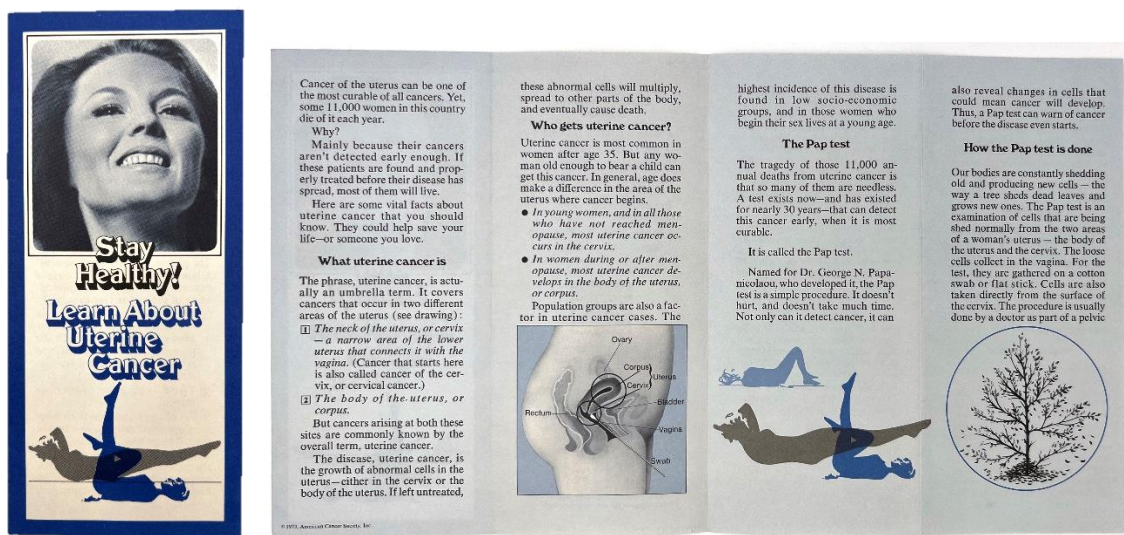 Stay
Healthy!
Learn About
Uterine
Cancer
Cancer of the uterus can be one of
the most curable of all cancers. Yet,
some 11,000 women in this country
die of it each year.
Why?
Mainly because their cancers
aren't detected early enough. If
these patients are found and prop-
erly treated before their disease has
spread, most of them will live.
Here are some vital facts about
uterine cancer that you should
know. They could help save your
life—or someone you love.
What uterine cancer is
The phrase, uterine cancer, is actu-
ally an umbrella term. It covers
cancers that occur in two different
areas of the uterus (see drawing):
1 The neck of the uterus, or cervix
— a narrow area of the lower
uterus that connects it with the
vagina. (Cancer that starts here
is also called cancer of the cer-
vix, or cervical cancer.)
2 The body of the uterus, or
corpus.
But cancers arising at both these
sites are commonly known by the
overall term, uterine cancer.
The disease, uterine cancer, is
the growth of abnormal cells in the
uterus—either in the cervix or the
body of the uterus. If left untreated,
© 1973, American Cancer Society, Inc.
these abnormal cells will multiply,
spread to other parts of the body,
and eventually cause death.
Who gets uterine cancer?
Uterine cancer is most common in
women after age 35. But any wo-
man old enough to bear a child can
get this cancer. In general, age does
make a difference in the area of the
uterus where cancer begins.
● In young women, and in all those
who have not reached men-
opause, most uterine cancer oc-
curs in the cervix.
● In women during or after men-
opause, most uterine cancer de-
velops in the body of the uterus,
or corpus.
Population groups are also a fac-
tor in uterine cancer cases. The
Ovary
Corpus
Uterus
Cervix
Bladder
Rectum
Vagina
Swab
highest incidence of this disease is
found in low socio-economic
groups, and in those women who
begin their sex lives at a young age.
The Pap test
The tragedy of those 11,000 an-
nual deaths from uterine cancer is
that so many of them are needless.
A test exists now—and has existed
for nearly 30 years—that can detect
this cancer early, when it is most
curable.
It is called the Pap test.
Named for Dr. George N. Papa-
nicolaou, who developed it, the Pap
test is a simple procedure. It doesn't
hurt, and doesn't take much time.
Not only can it detect cancer, it can
also reveal changes in cells that
could mean cancer will develop.
Thus, a Pap test can warn of cancer
before the disease even starts.
How the Pap test is done
Our bodies are constantly shedding
old and producing new cells — the
way a tree sheds dead leaves and
grows new ones. The Pap test is an
examination of cells that are being
shed normally from the two areas
of a woman's uterus — the body of
the uterus and the cervix. The loose
cells collect in the vagina. For the
test, they are gathered on a cotton
swab or flat stick. Cells are also
taken directly from the surface of
the cervix. The procedure is usually
done by a doctor as part of a pelvic